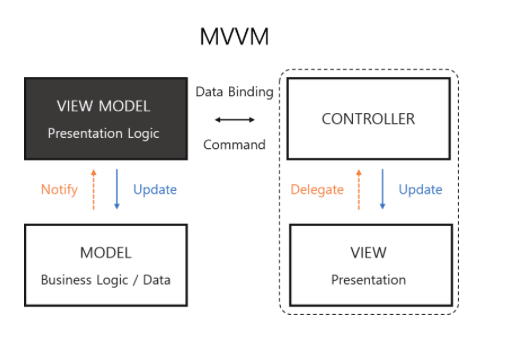 MVVM
VIEW MODEL
Presentation Logic
Data Binding
Command
CONTROLLER
Notify
Update
Delegate
Update
MODEL
Business Logic / Data
VIEW
Presentation